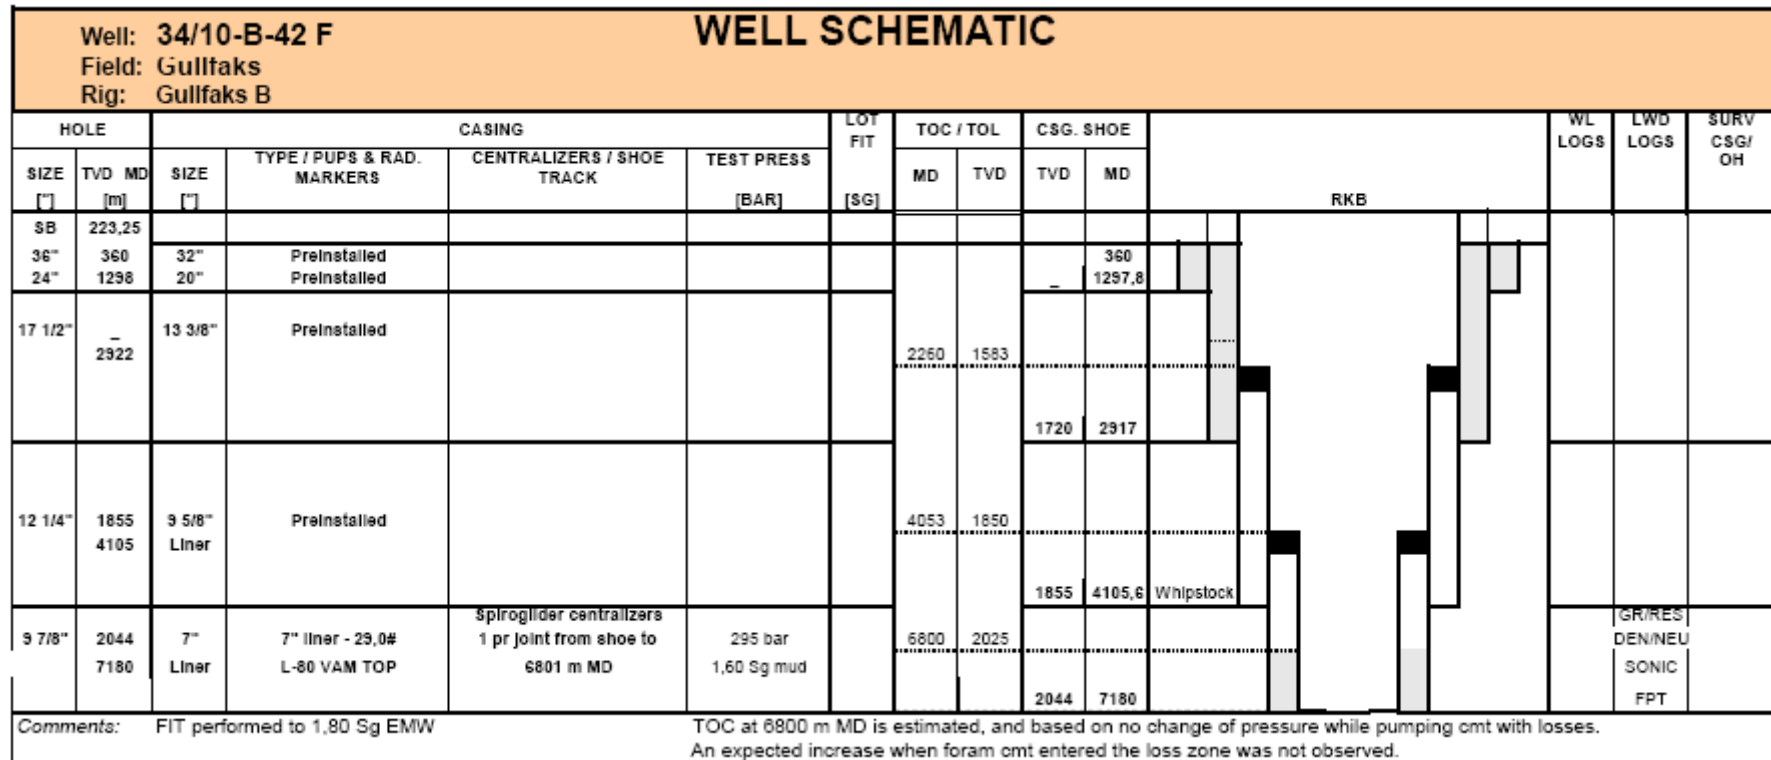 WELL SCHEMATIC
Well: 34/10-B-42 F
Field: Gullfaks
Rig: Gullfaks B
HOLE CASING LOT FIT TOC / TOL CSG. SHOE WL LOGS LWD LOGS SURV CSG/ OH
SIZE TVD MD SIZE TYPE / PUPS & RAD. MARKERS CENTRALIZERS / SHOE TRACK TEST PRESS MD TVD TVD MD
["] [m] ["] [BAR] [SG] RKB
SB 223,25
36" 360 32" Preinstalled 360
24" 1298 20" Preinstalled _ 1297,8
17 1/2" _ 13 3/8" Preinstalled
2922 2260 1583
1720 2917
12 1/4" 1855 9 5/8" Preinstalled 4053 1850
4105 Liner
1855 4105,6 Whipstock
Spiroglider centralizers GR/RES
9 7/8" 2044 7" 7" liner - 29,0# 1 pr joint from shoe to 295 bar 6800 2025 DEN/NEU
7180 Liner L-80 VAM TOP 6801 m MD 1,60 Sg mud SONIC
2044 7180 FPT
Comments: FIT performed to 1,80 Sg EMW TOC at 6800 m MD is estimated, and based on no change of pressure while pumping cmt with losses.
An expected increase when foram cmt entered the loss zone was not observed.